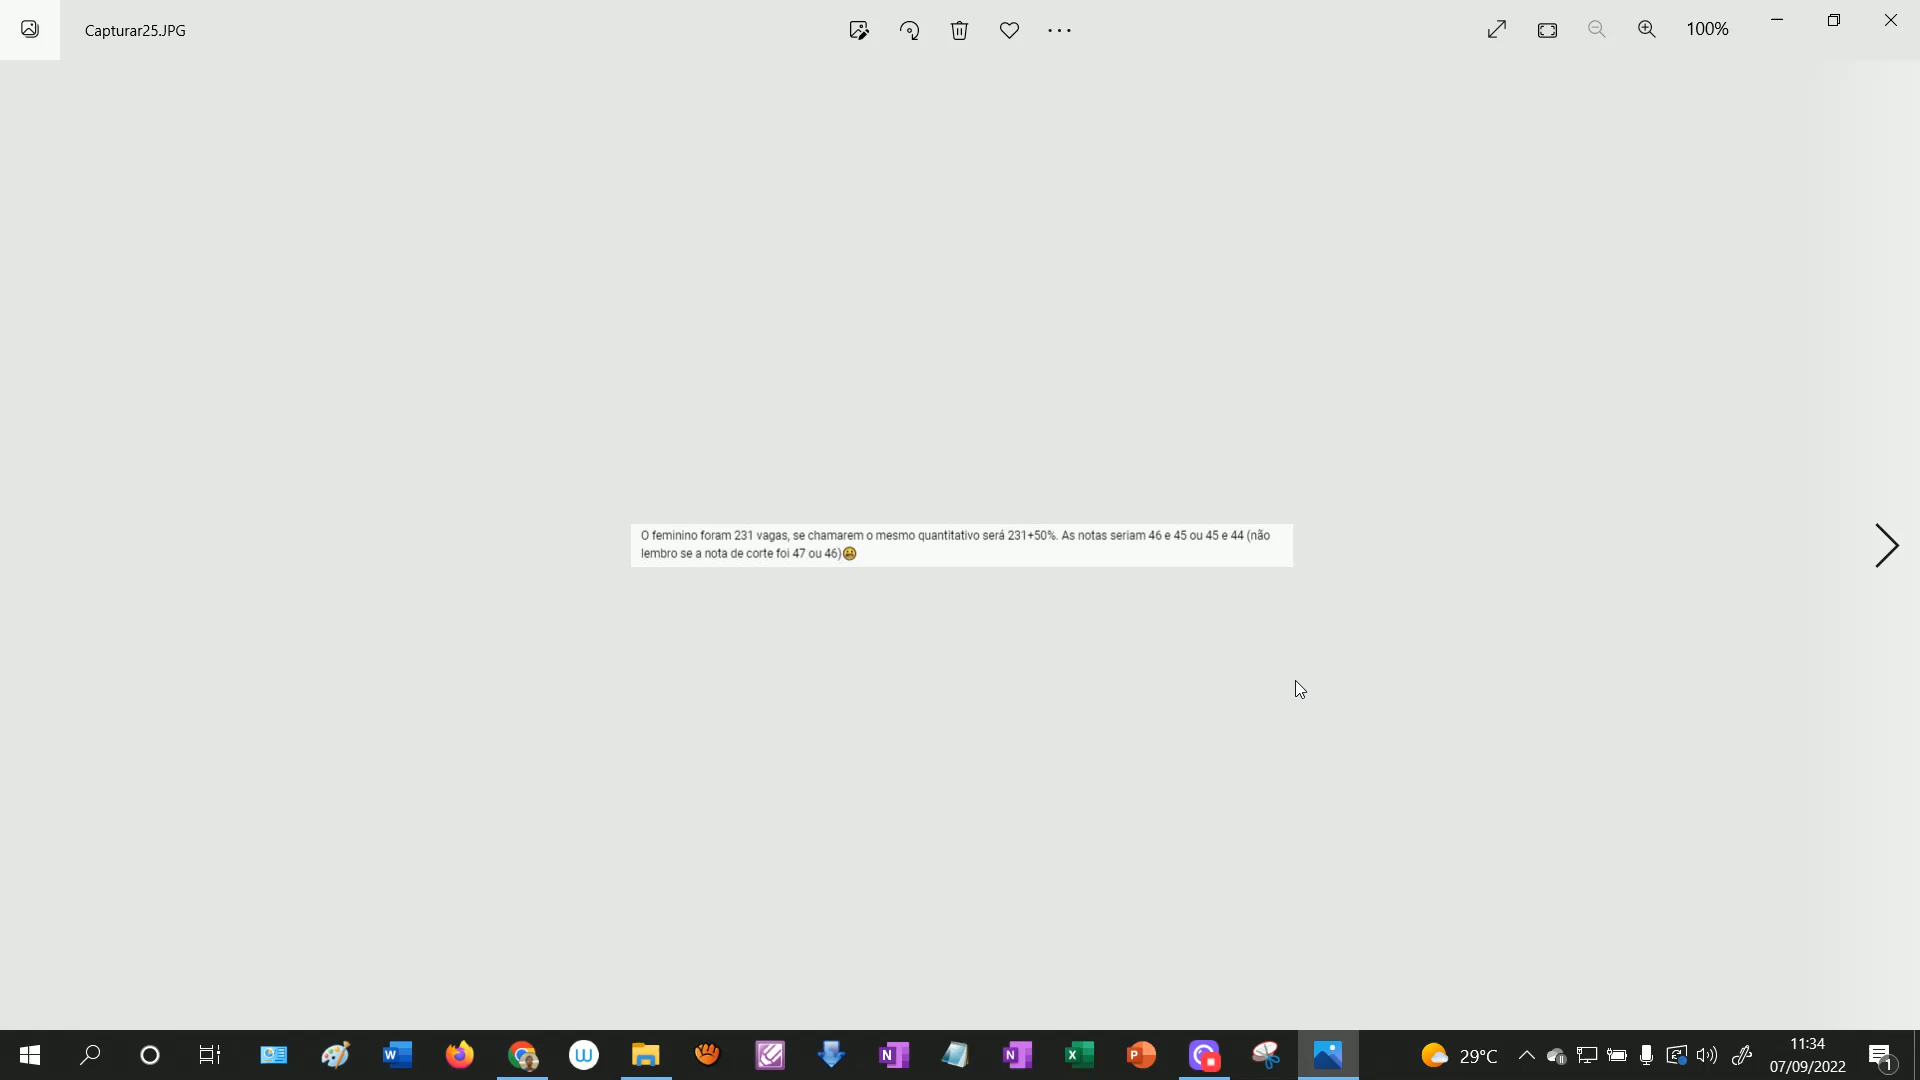 Capturar25.JPG
100%
O feminino foram 231 vagas, se chamarem o mesmo quantitativo será 231+50%. As notas seriam 46 e 45 ou 45 e 44 (não
lembro se a nota de corte foi 47 ou 46)😖
29°C
11:34
07/09/2022
1